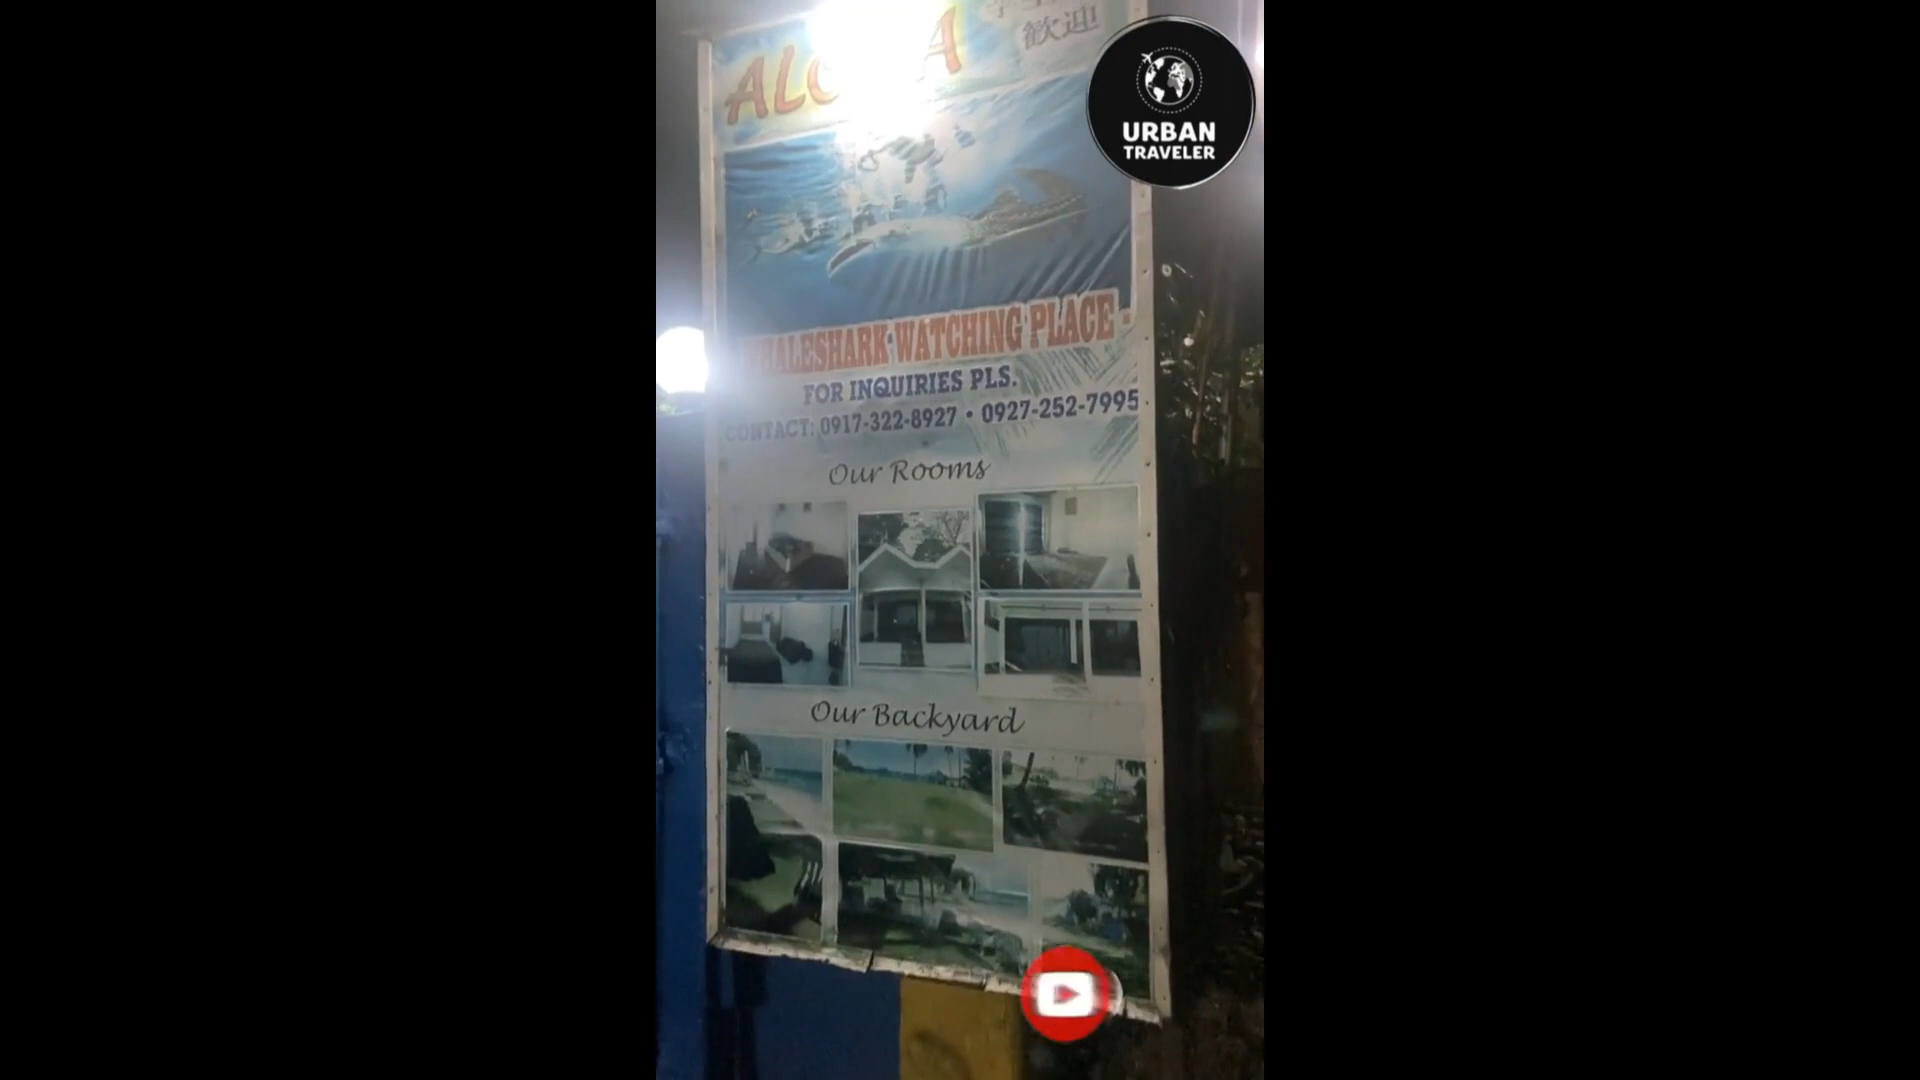 歓迎
URBAN
TRAVELER
WHALESHARK WATCHING PLACE -
FOR INQUIRIES PLS.
CONTACT: 0917-322-8927 • 0927-252-7995
Our Rooms
Our Backyard